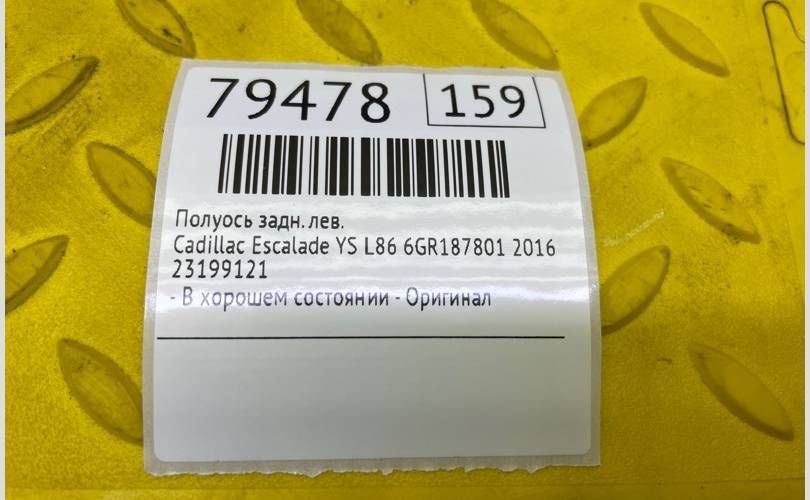 79478 159
Полуось задн. лев.
Cadillac Escalade YS L86 6GR187801 2016
23199121
- В хорошем состоянии - Оригинал